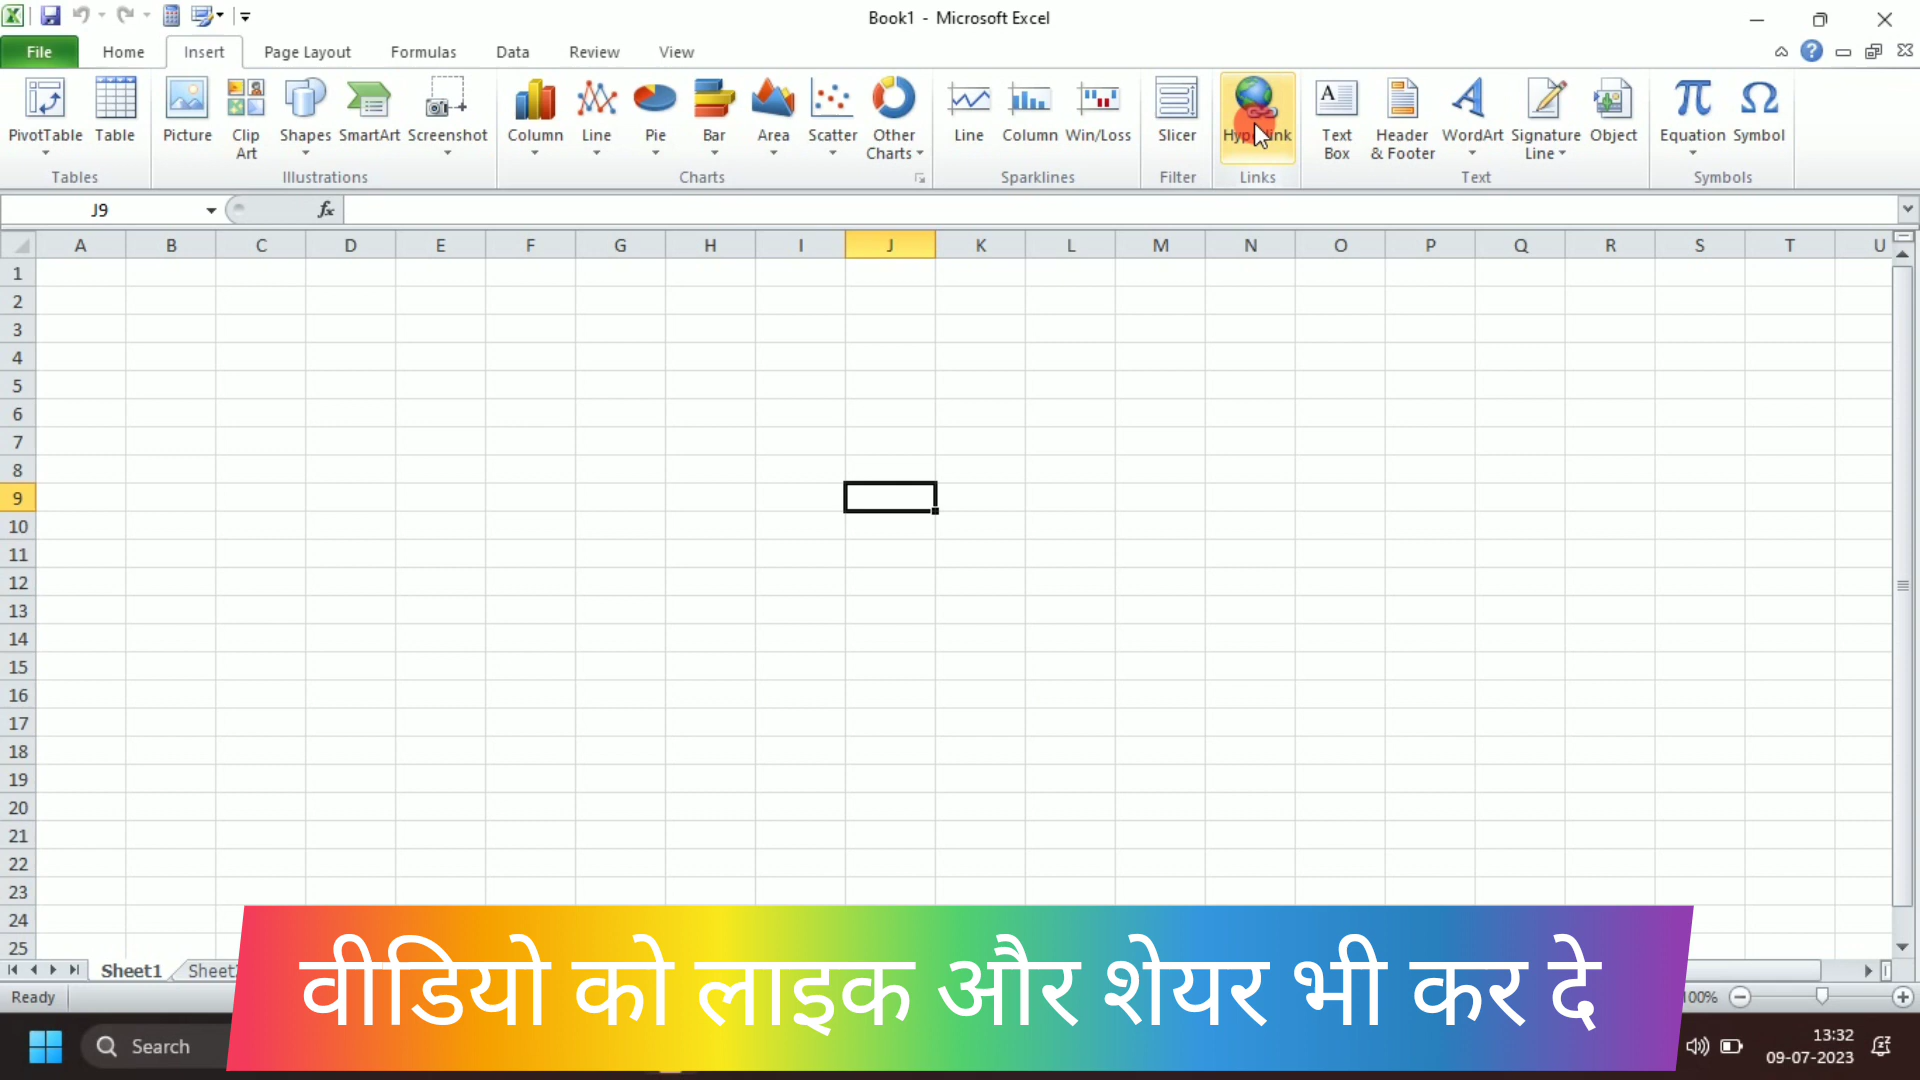 Book1 - Microsoft Excel
File Home Insert Page Layout Formulas Data Review View
PivotTable Table Picture Clip Art Shapes SmartArt Screenshot Column Line Pie Bar Area Scatter Other Charts Line Column Win/Loss Slicer Hyperlink Text Box Header & Footer WordArt Signature Line Object Equation Symbol
Tables Illustrations Charts Sparklines Filter Links Text Symbols
J9 fx
A B C D E F G H I J K L M N O P Q R S T U
1
2
3
4
5
6
7
8
9
10
11
12
13
14
15
16
17
18
19
20
21
22
23
24
25
Sheet1 Sheet
Ready 100%
वीडियो को लाइक और शेयर भी कर दे
Search 13:32
09-07-2023